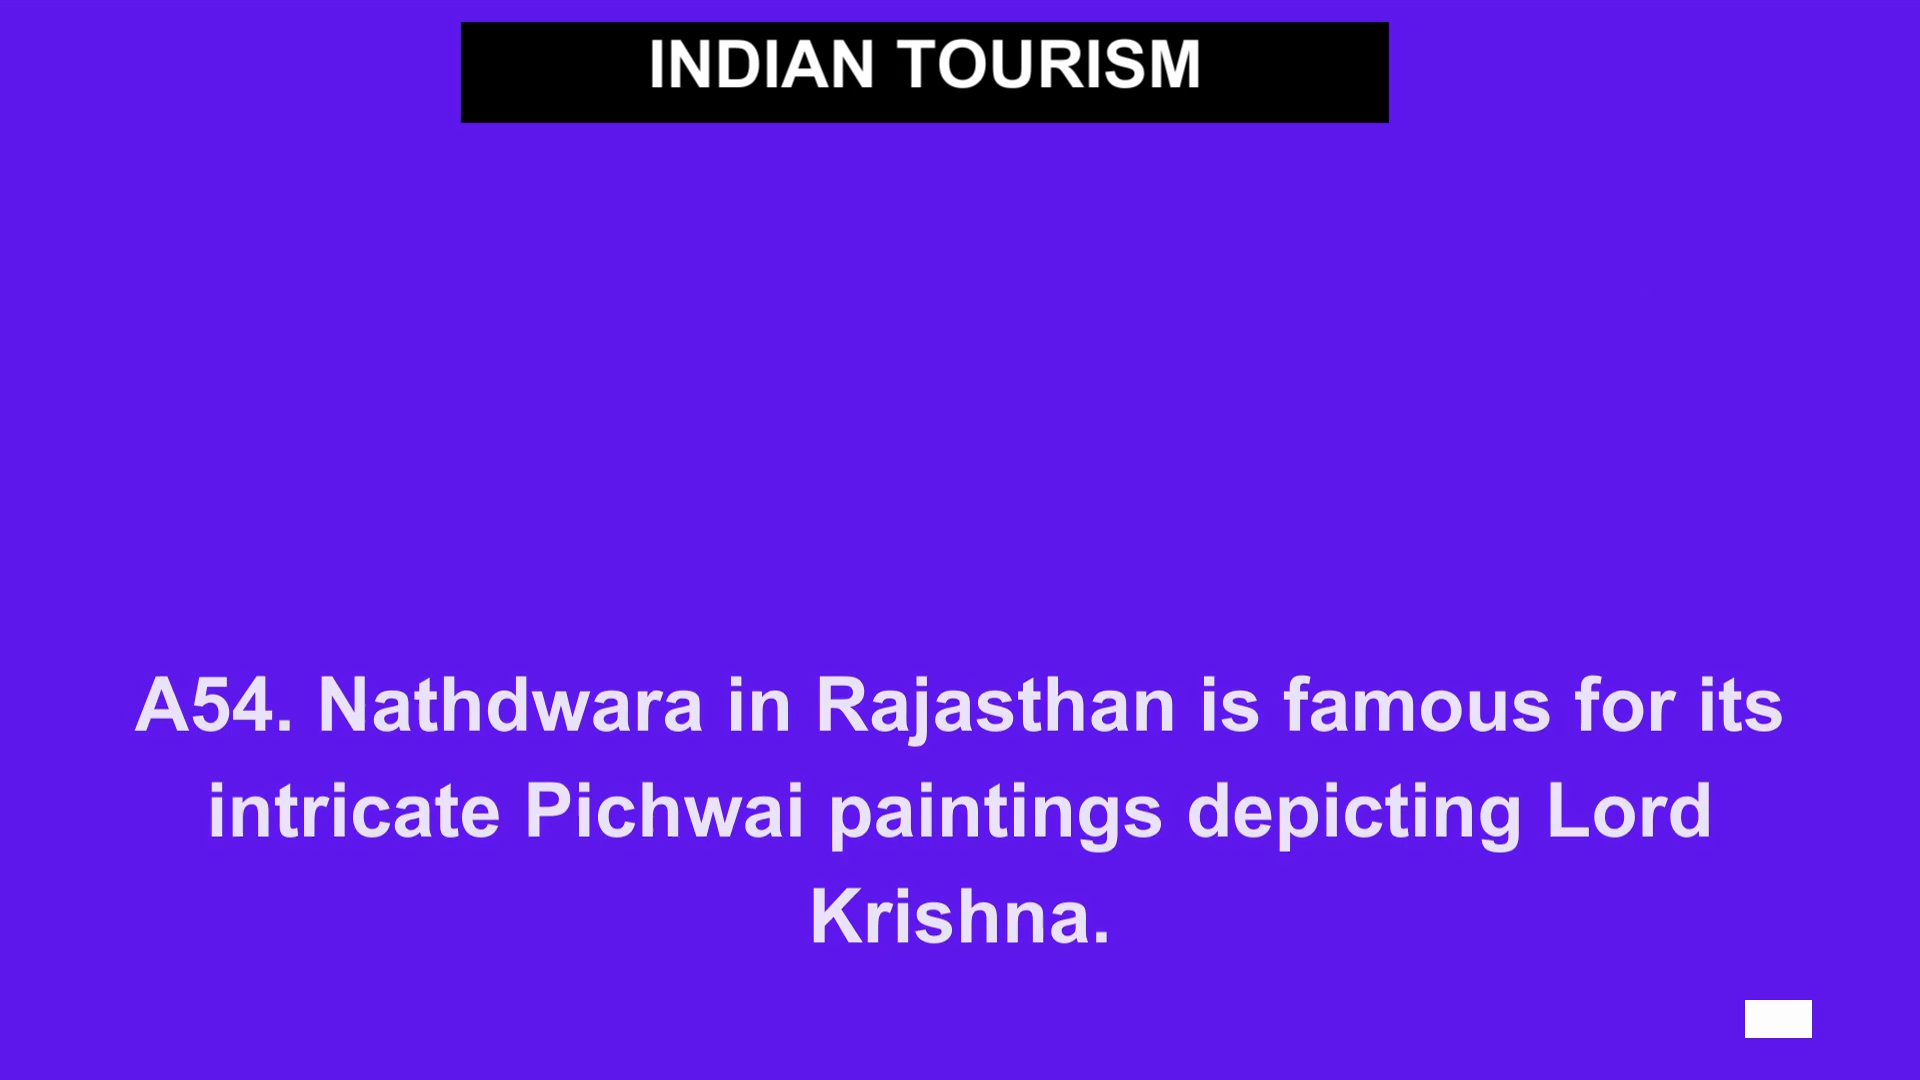 INDIAN TOURISM
A54. Nathdwara in Rajasthan is famous for its
intricate Pichwai paintings depicting Lord
Krishna.